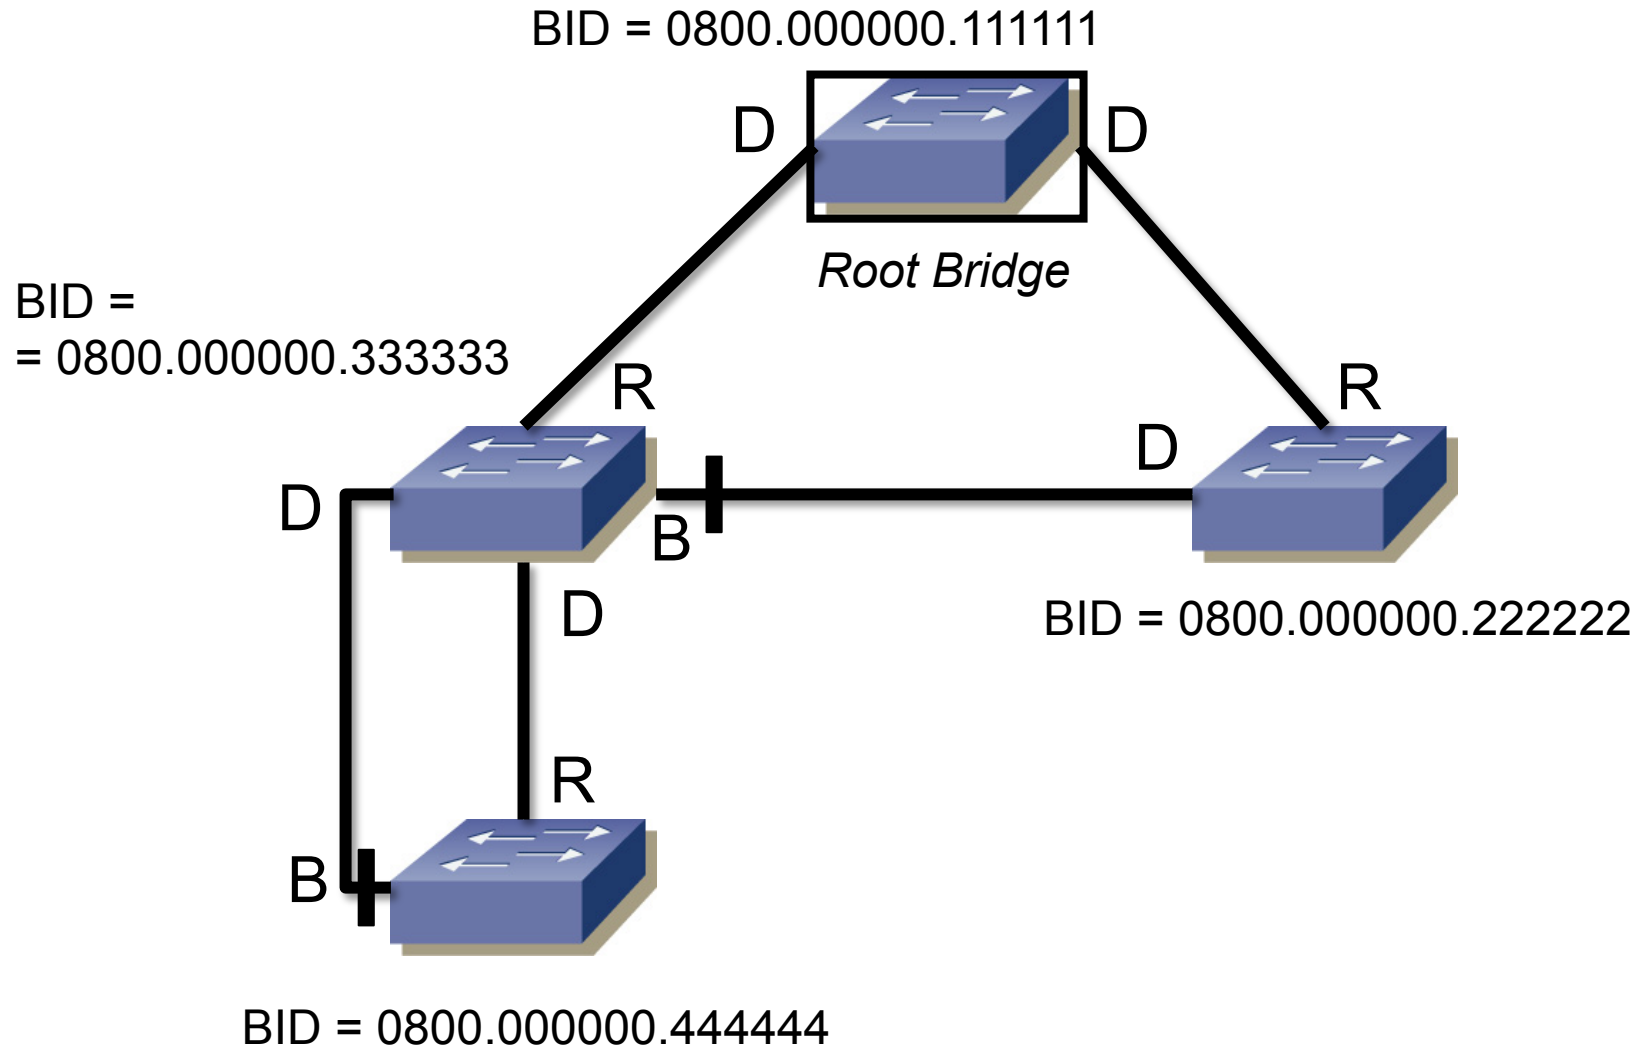 BID = 0800.000000.111111
D
D
Root Bridge
BID =
= 0800.000000.333333
R
R
D
D
B
D
BID = 0800.000000.222222
R
B
BID = 0800.000000.444444